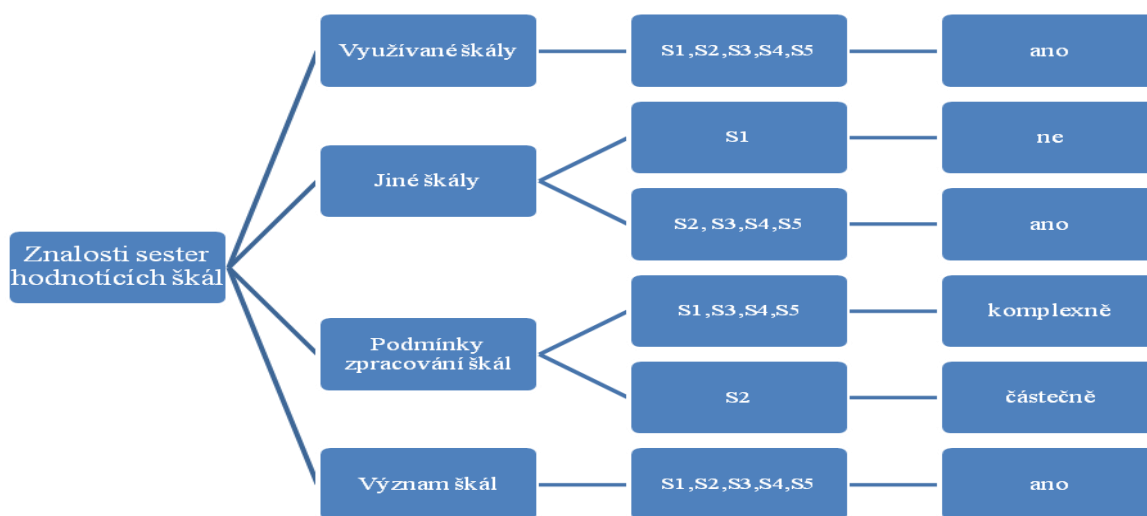 Využívané škály
S1,S2,S3,S4,S5
ano
Jiné škály
S1
ne
S2, S3,S4,S5
ano
Znalosti sester
hodnotících škál
Podmínky
zpracování škál
S1,S3,S4,S5
komplexně
S2
částečně
Význam škál
S1,S2,S3,S4,S5
ano